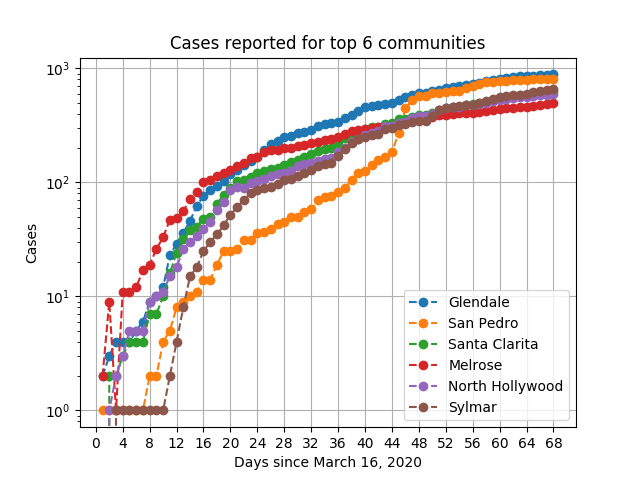 Cases reported for top 6 communities
Cases
10³
10²
10¹
10⁰
Glendale
San Pedro
Santa Clarita
Melrose
North Hollywood
Sylmar
0 4 8 12 16 20 24 28 32 36 40 44 48 52 56 60 64 68
Days since March 16, 2020